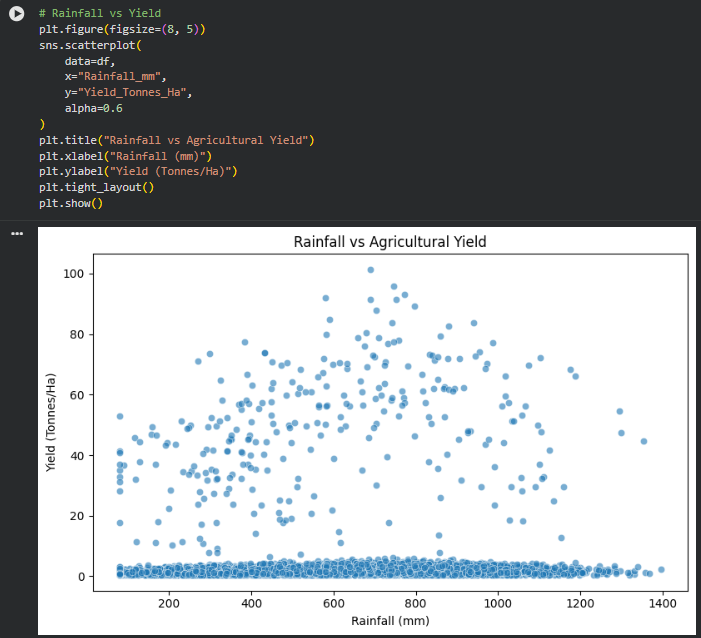 # Rainfall vs Yield
plt.figure(figsize=(8, 5))
sns.scatterplot(
    data=df,
    x="Rainfall_mm",
    y="Yield_Tonnes_Ha",
    alpha=0.6
)
plt.title("Rainfall vs Agricultural Yield")
plt.xlabel("Rainfall (mm)")
plt.ylabel("Yield (Tonnes/Ha)")
plt.tight_layout()
plt.show()
Rainfall vs Agricultural Yield
Yield (Tonnes/Ha)
100
80
60
40
20
0
200 400 600 800 1000 1200 1400
Rainfall (mm)